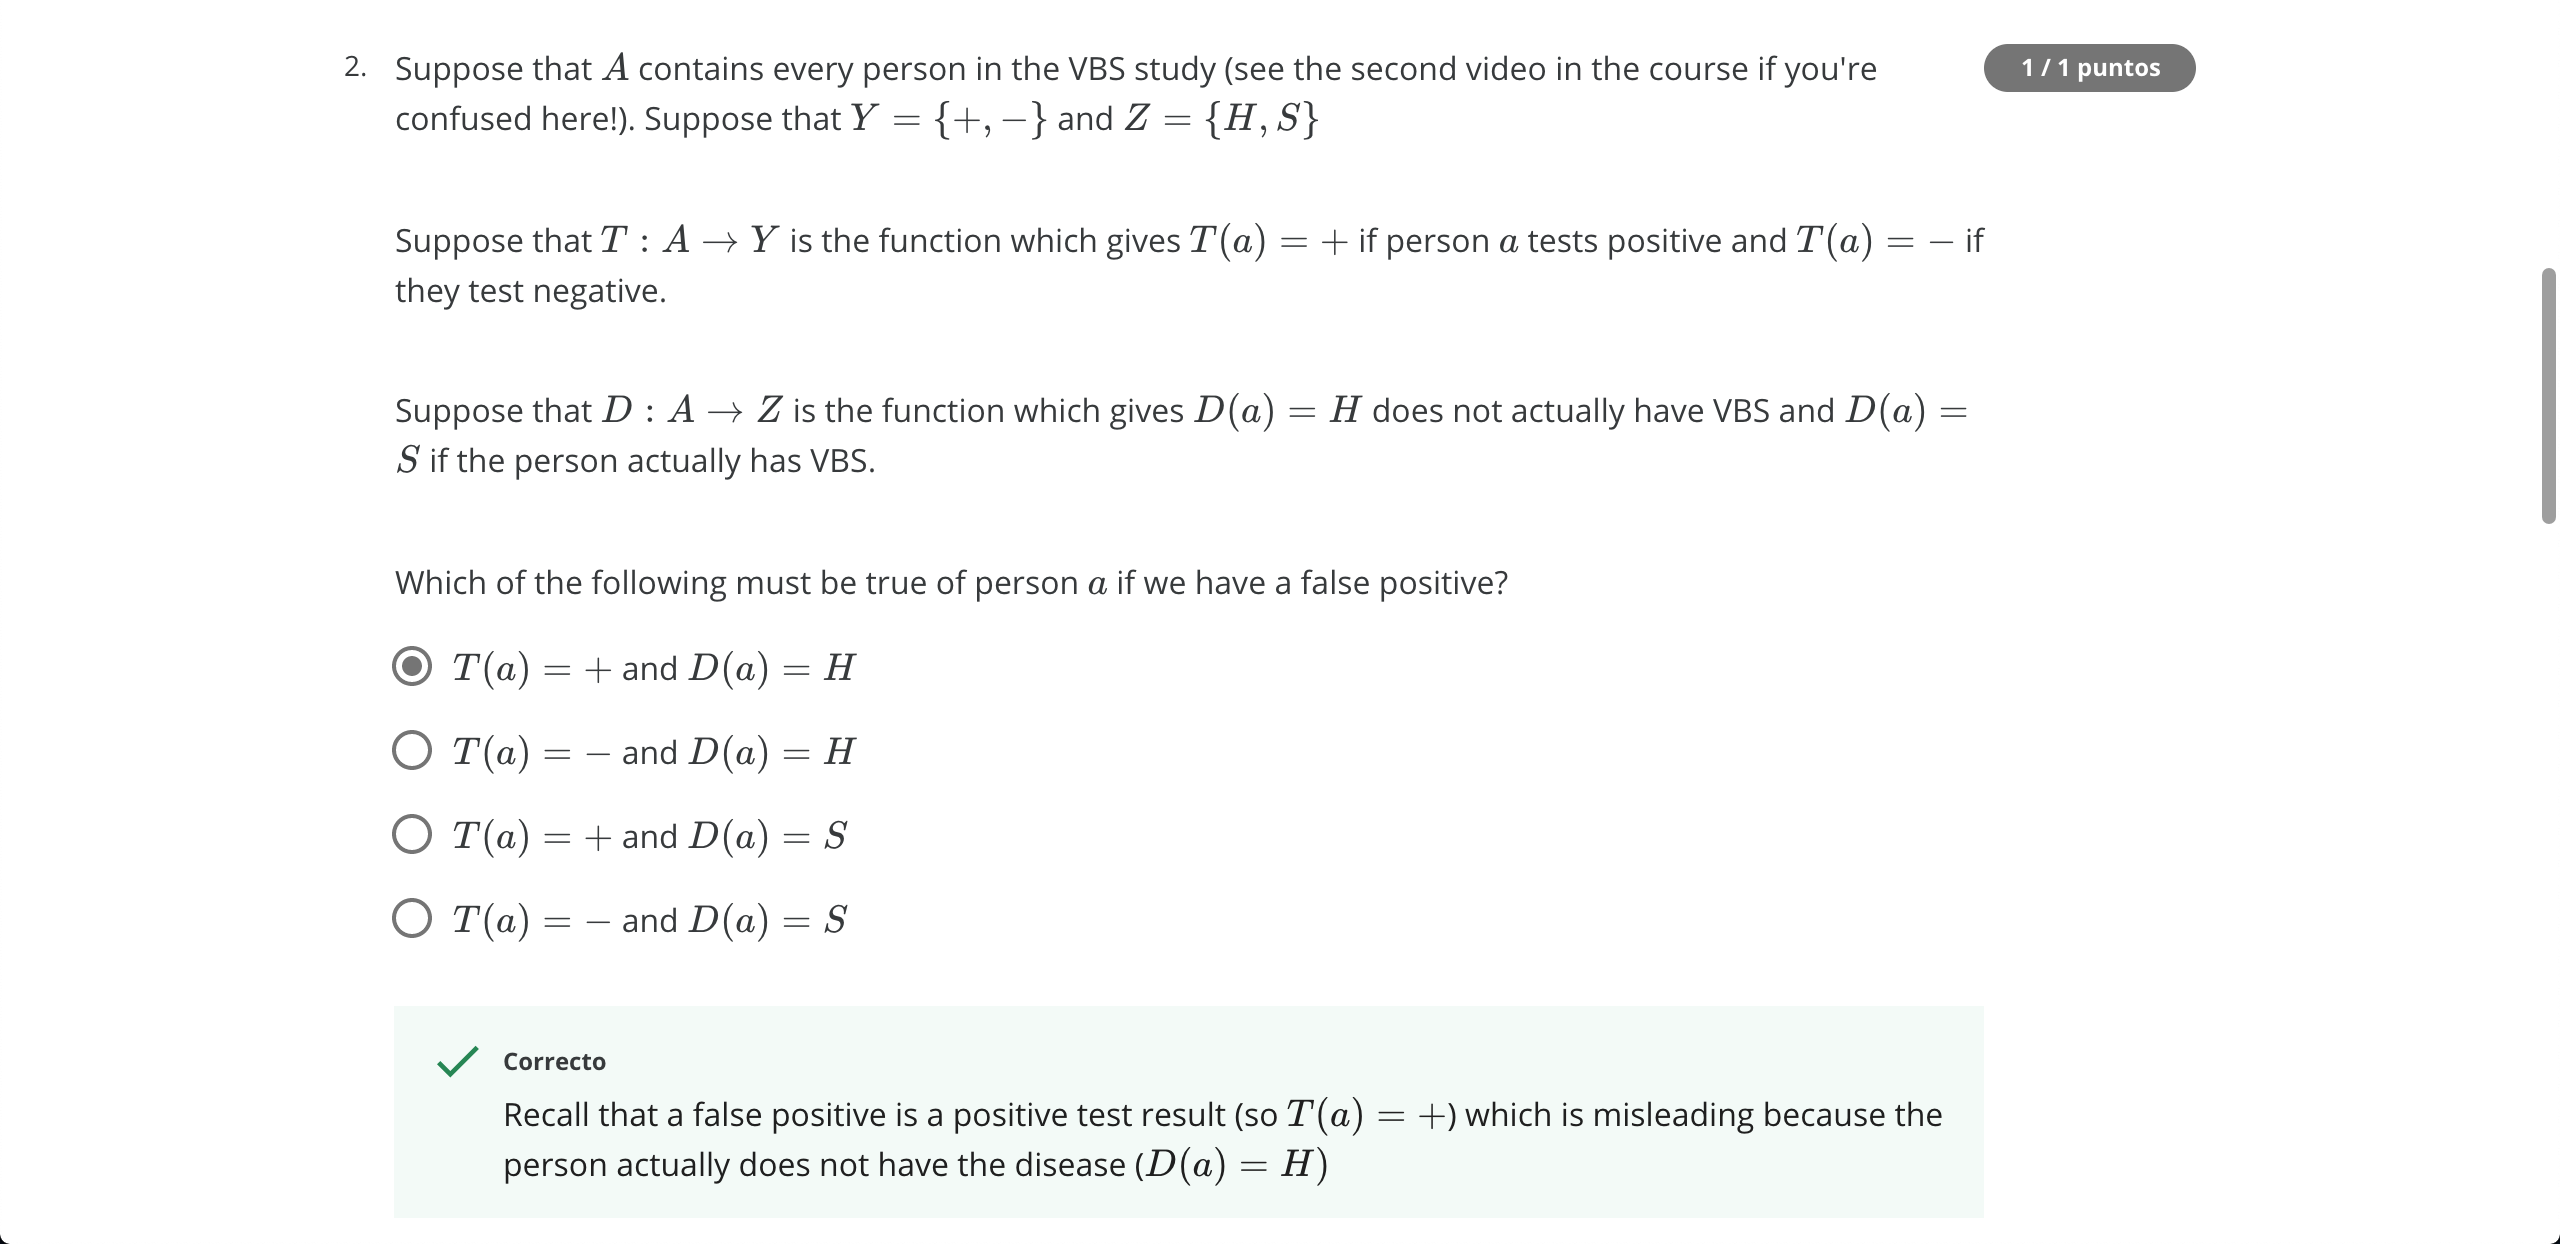 2. Suppose that A contains every person in the VBS study (see the second video in the course if you're
1 / 1 puntos
confused here!). Suppose that Y = {+, −} and Z = {H, S}
Suppose that T : A → Y is the function which gives T(a) = + if person a tests positive and T(a) = − if
they test negative.
Suppose that D : A → Z is the function which gives D(a) = H does not actually have VBS and D(a) =
S if the person actually has VBS.
Which of the following must be true of person a if we have a false positive?
T(a) = + and D(a) = H
T(a) = − and D(a) = H
T(a) = + and D(a) = S
T(a) = − and D(a) = S
Correcto
Recall that a false positive is a positive test result (so T(a) = +) which is misleading because the
person actually does not have the disease (D(a) = H)